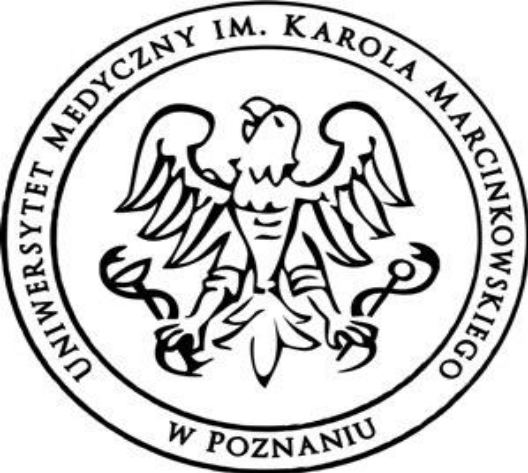 Uniwersytet Medyczny im. Karola Marcinkowskiego
w Poznaniu